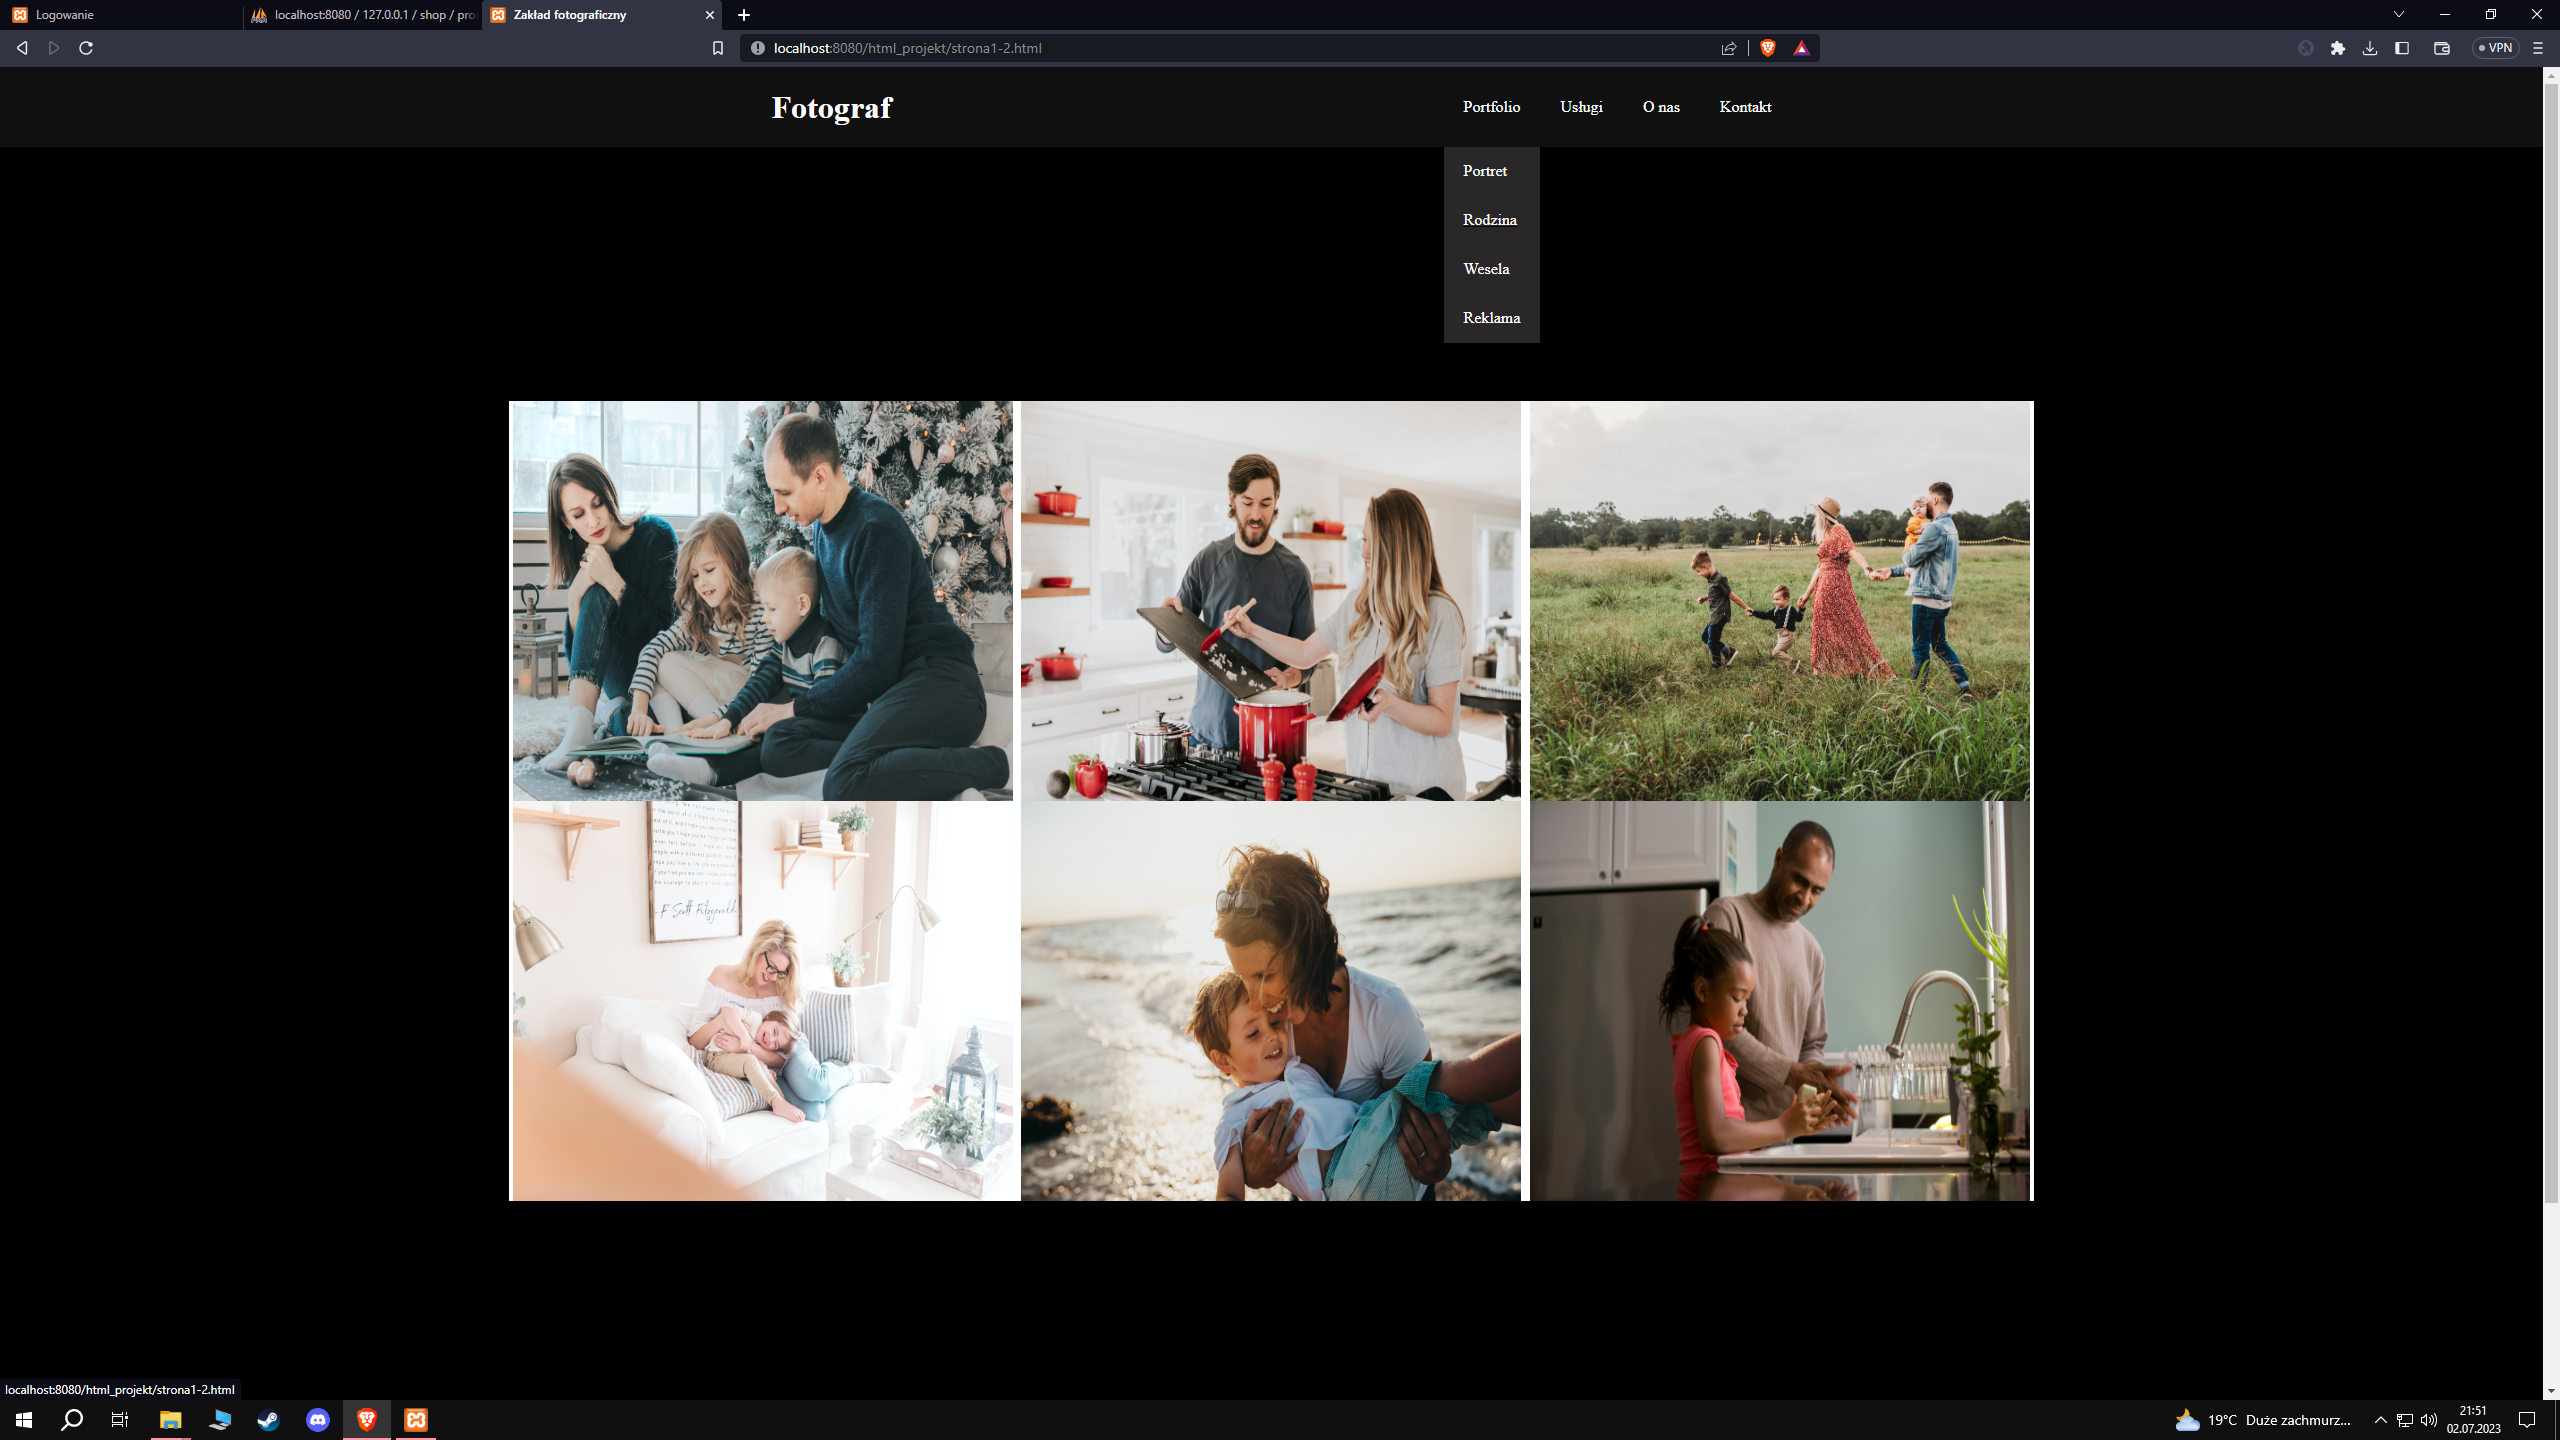 Logowanie
localhost:8080 / 127.0.0.1 / shop / pro
Zakład fotograficzny
localhost:8080/html_projekt/strona1-2.html
VPN
Fotograf
Portfolio
Usługi
O nas
Kontakt
Portret
Rodzina
Wesela
Reklama
F. Scott Fitzgerald
localhost:8080/html_projekt/strona1-2.html
19°C Duże zachmurz...
21:51
02.07.2023